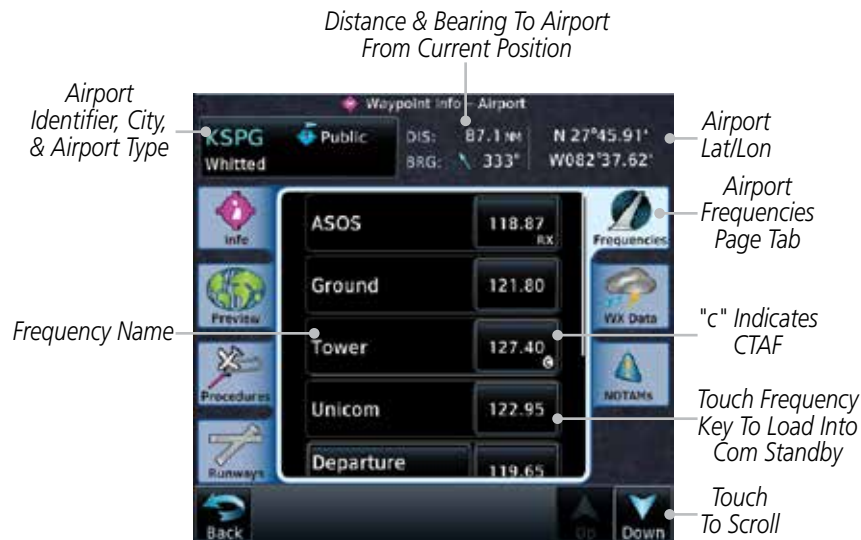 Distance & Bearing To Airport
From Current Position
Airport
Identifier, City,
& Airport Type
Waypoint Info – Airport
KSPG
Public
Whitted
DIS: 87.1 NM
BRG: 333°
N 27°45.91'
W082°37.62'
Airport
Lat/Lon
Airport
Frequencies
Page Tab
Info
Preview
Procedures
Runways
ASOS
118.87
RX
Ground
121.80
Frequency Name
Tower
127.40
C
Unicom
122.95
Departure
119.65
Frequencies
WX Data
NOTAMs
"c" Indicates
CTAF
Touch Frequency
Key To Load Into
Com Standby
Touch
To Scroll
Back
Up
Down